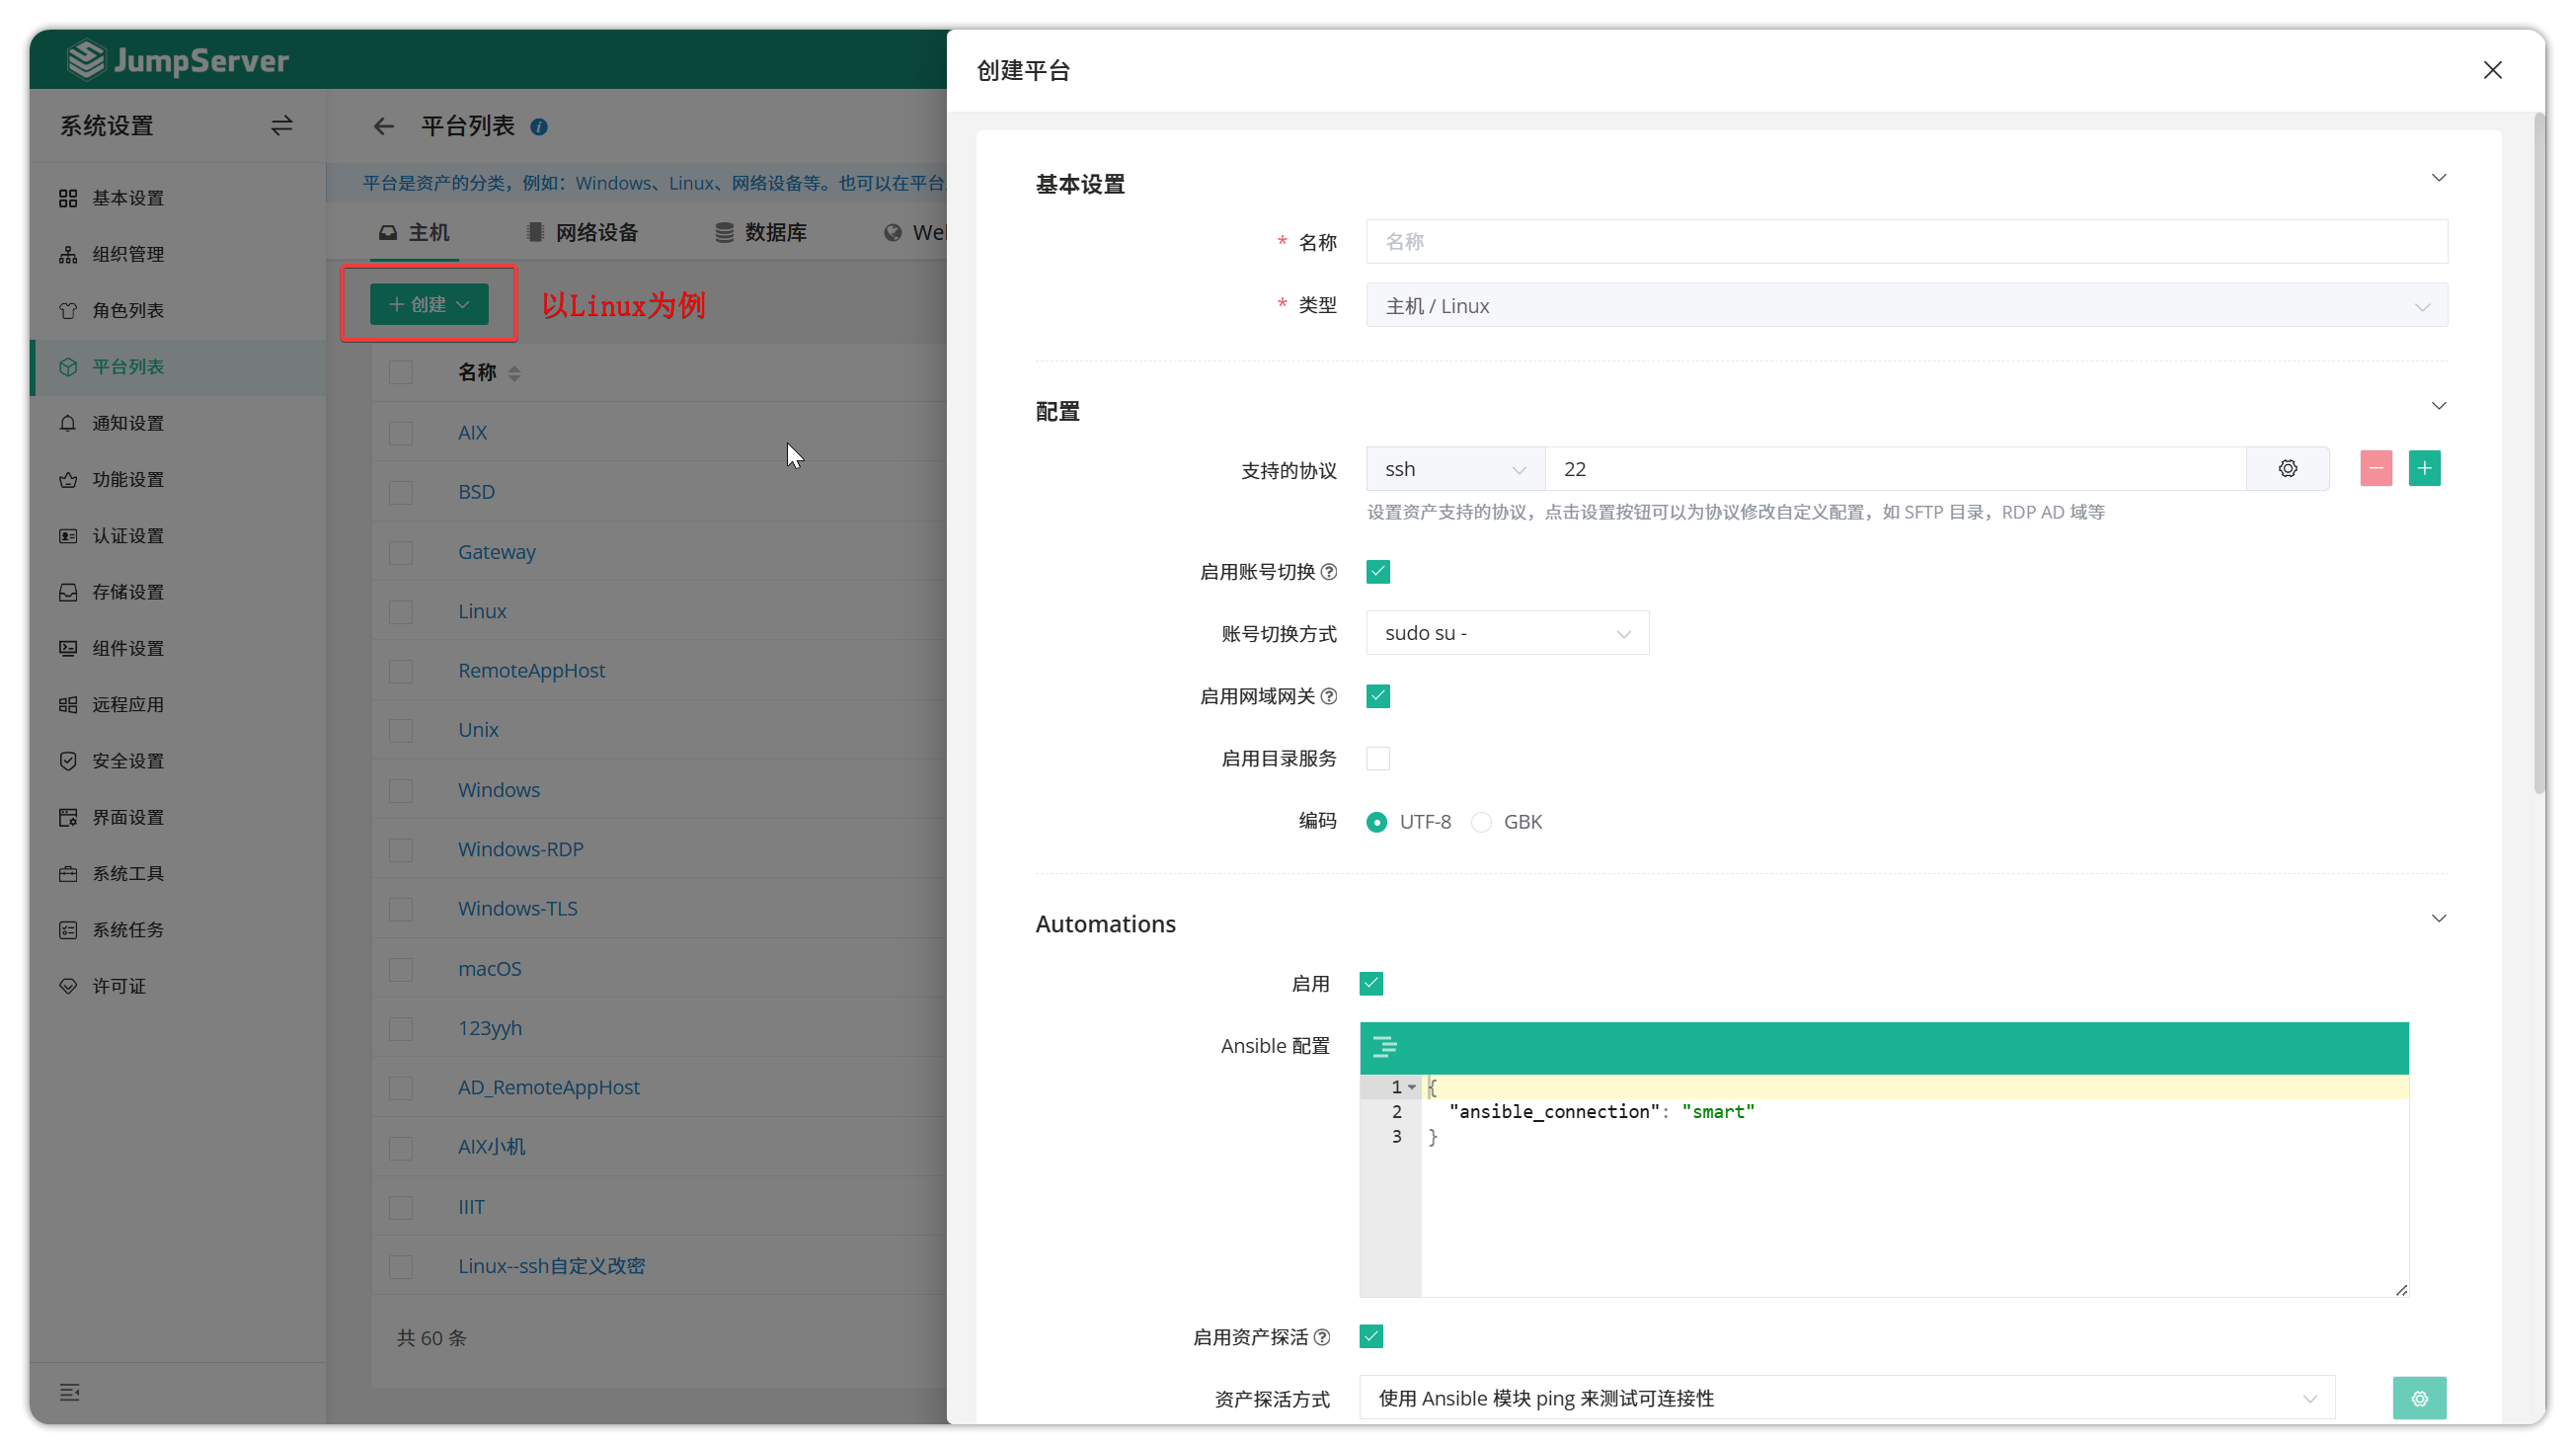 JumpServer
系统设置
基本设置
组织管理
角色列表
平台列表
通知设置
功能设置
认证设置
存储设置
组件设置
远程应用
安全设置
界面设置
系统工具
系统任务
许可证
平台列表
平台是资产的分类，例如：Windows、Linux、网络设备等。也可以在平台
主机 网络设备 数据库
创建
以Linux为例
名称
AIX
BSD
Gateway
Linux
RemoteAppHost
Unix
Windows
Windows-RDP
Windows-TLS
macOS
123yyh
AD_RemoteAppHost
AIX小机
IIIT
Linux--ssh自定义改密
共 60 条
创建平台
基本设置
* 名称 名称
* 类型 主机 / Linux
配置
支持的协议 ssh 22
设置资产支持的协议，点击设置按钮可以为协议修改自定义配置，如 SFTP 目录，RDP AD 域等
启用账号切换
账号切换方式 sudo su -
启用网域网关
启用目录服务
编码 UTF-8 GBK
Automations
启用
Ansible 配置
1 {
2 "ansible_connection": "smart"
3 }
启用资产探活
资产探活方式 使用 Ansible 模块 ping 来测试可连接性